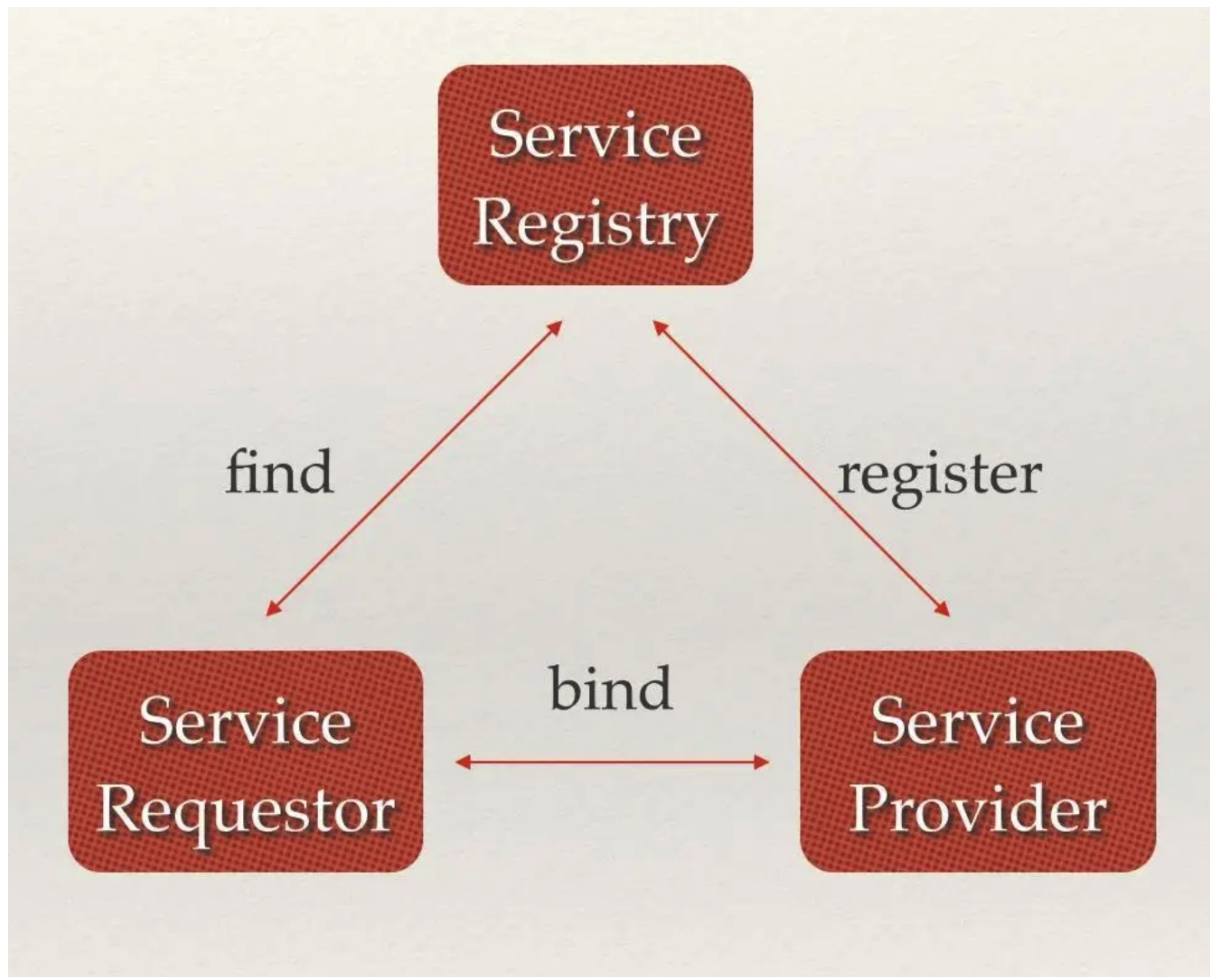 Service
Registry
find
register
bind
Service
Requestor
Service
Provider